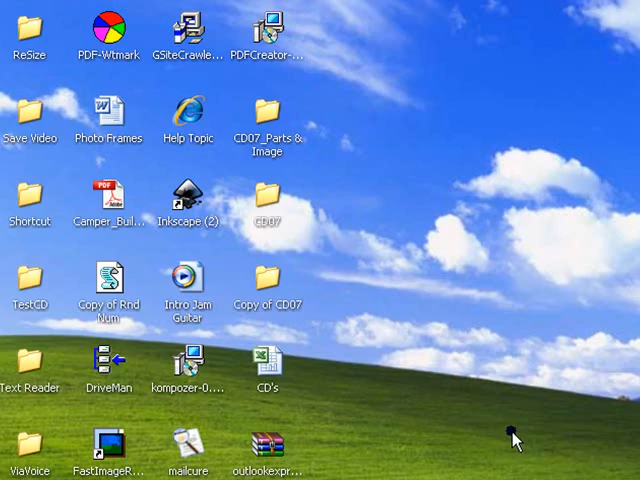 ReSize
PDF-Wtmark
GSiteCrawle...
PDFCreator-...
Save Video
Photo Frames
Help Topic
CD07_Parts &
Image
Shortcut
PDF
Adobe
Camper_Buil...
Inkscape (2)
CD07
TestCD
Copy of Rnd
Num
Intro Jam
Guitar
Copy of CD07
Text Reader
DriveMan
kompozer-0....
CD's
ViaVoice
FastImageR...
mailcure
outlookexpr...